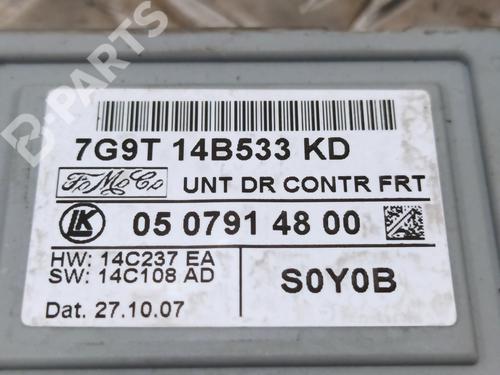 B-PARTS
7G9T 14B533 KD
FoMoCo UNT DR CONTR FRT
LK 05 0791 48 00
HW: 14C237 EA
SW: 14C108 AD
S0Y0B
Dat. 27.10.07